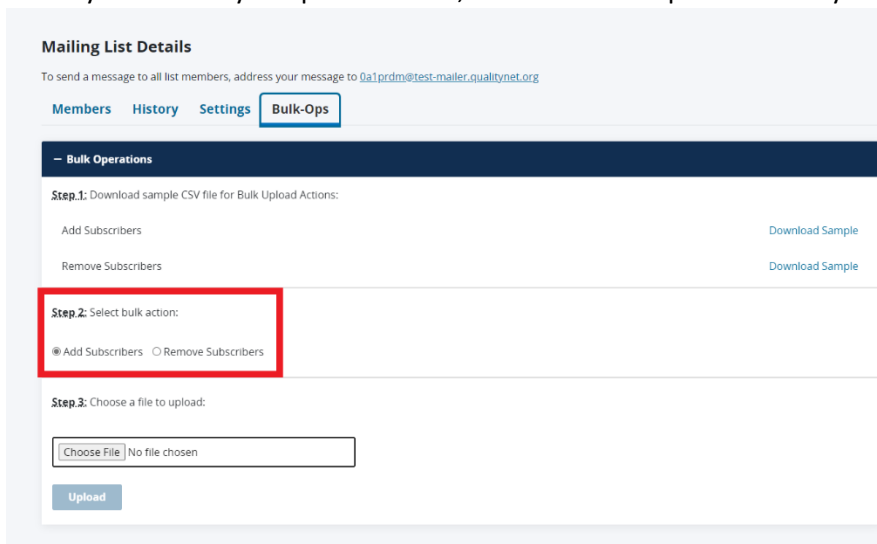 Mailing List Details
To send a message to all list members, address your message to 0a1prdm@test-mailer.qualitynet.org
Members History Settings Bulk-Ops
– Bulk Operations
Step 1: Download sample CSV file for Bulk Upload Actions:
Add Subscribers Download Sample
Remove Subscribers Download Sample
Step 2: Select bulk action:
Add Subscribers Remove Subscribers
Step 3: Choose a file to upload:
Choose File No file chosen
Upload